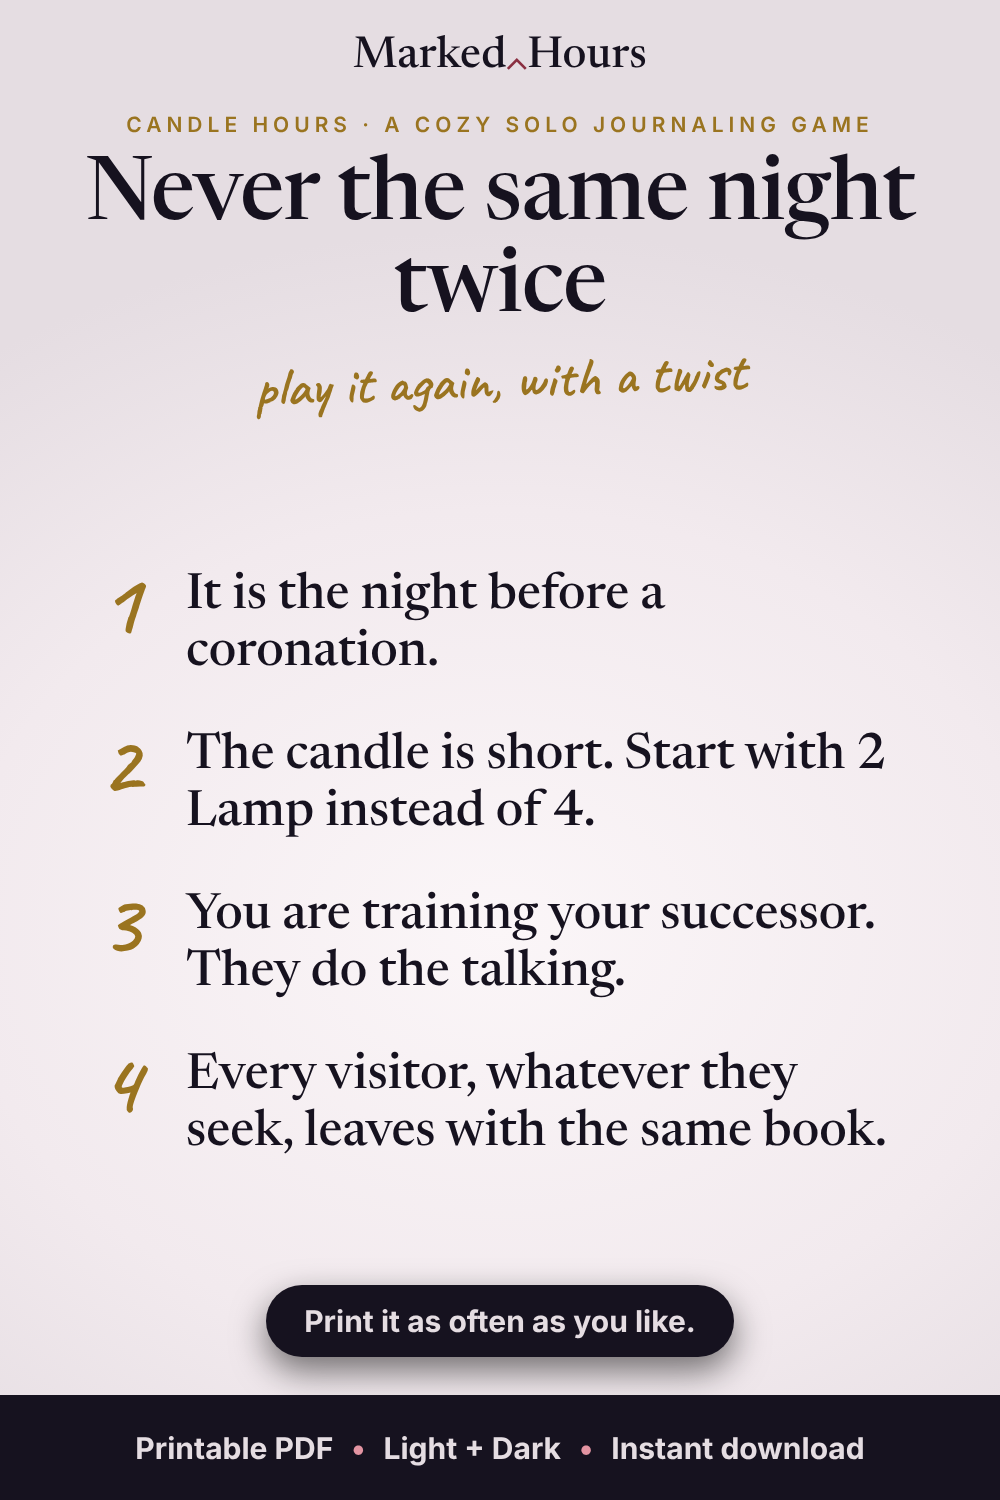 Marked‸Hours
CANDLE HOURS · A COZY SOLO JOURNALING GAME
Never the same night
twice
play it again, with a twist
1 It is the night before a
coronation.
2 The candle is short. Start with 2
Lamp instead of 4.
3 You are training your successor.
They do the talking.
4 Every visitor, whatever they
seek, leaves with the same book.
Print it as often as you like.
Printable PDF • Light + Dark • Instant download